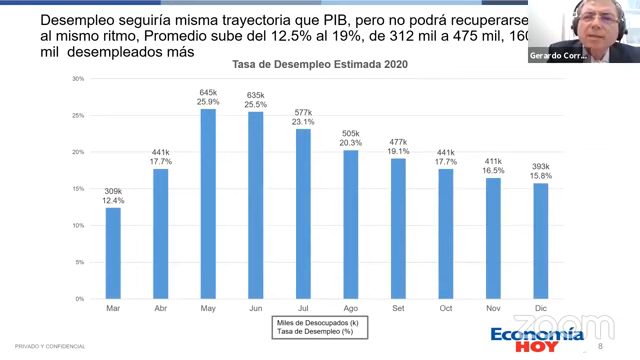 Desempleo seguiría misma trayectoria que PIB, pero no podrá recuperarse
al mismo ritmo, Promedio sube del 12.5% al 19%, de 312 mil a 475 mil, 160
mil desempleados más
Gerardo Corr...
Tasa de Desempleo Estimada 2020
30%
25%
20%
15%
10%
5%
0%
309k
12.4%
441k
17.7%
645k
25.9%
635k
25.5%
577k
23.1%
505k
20.3%
477k
19.1%
441k
17.7%
411k
16.5%
393k
15.8%
Mar Abr May Jun Jul Ago Set Oct Nov Dic
Miles de Desocupados (k)
Tasa de Desempleo (%)
PRIVADO Y CONFIDENCIAL
Economía
HOY
zoom
8